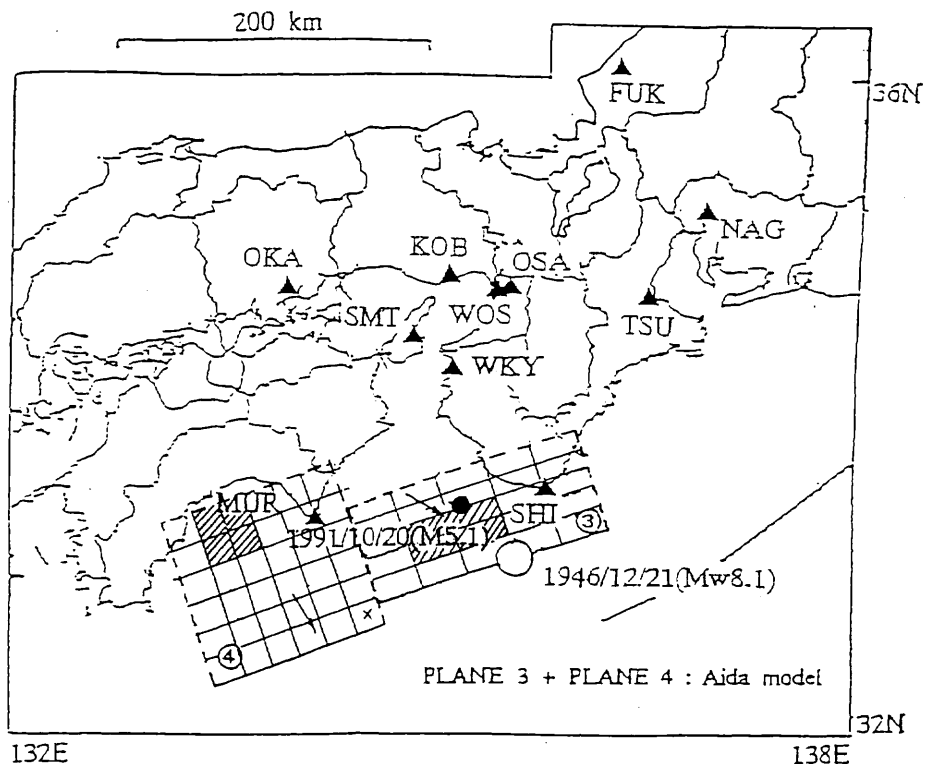 200 km
FUK
36N
NAG
KOB
OSA
OKA
SMT
WOS
TSU
WKY
MUR
SHI
1991/10/20(M5.1)
3
1946/12/21(Mw8.1)
x
4
PLANE 3 + PLANE 4 : Aida model
32N
132E
138E